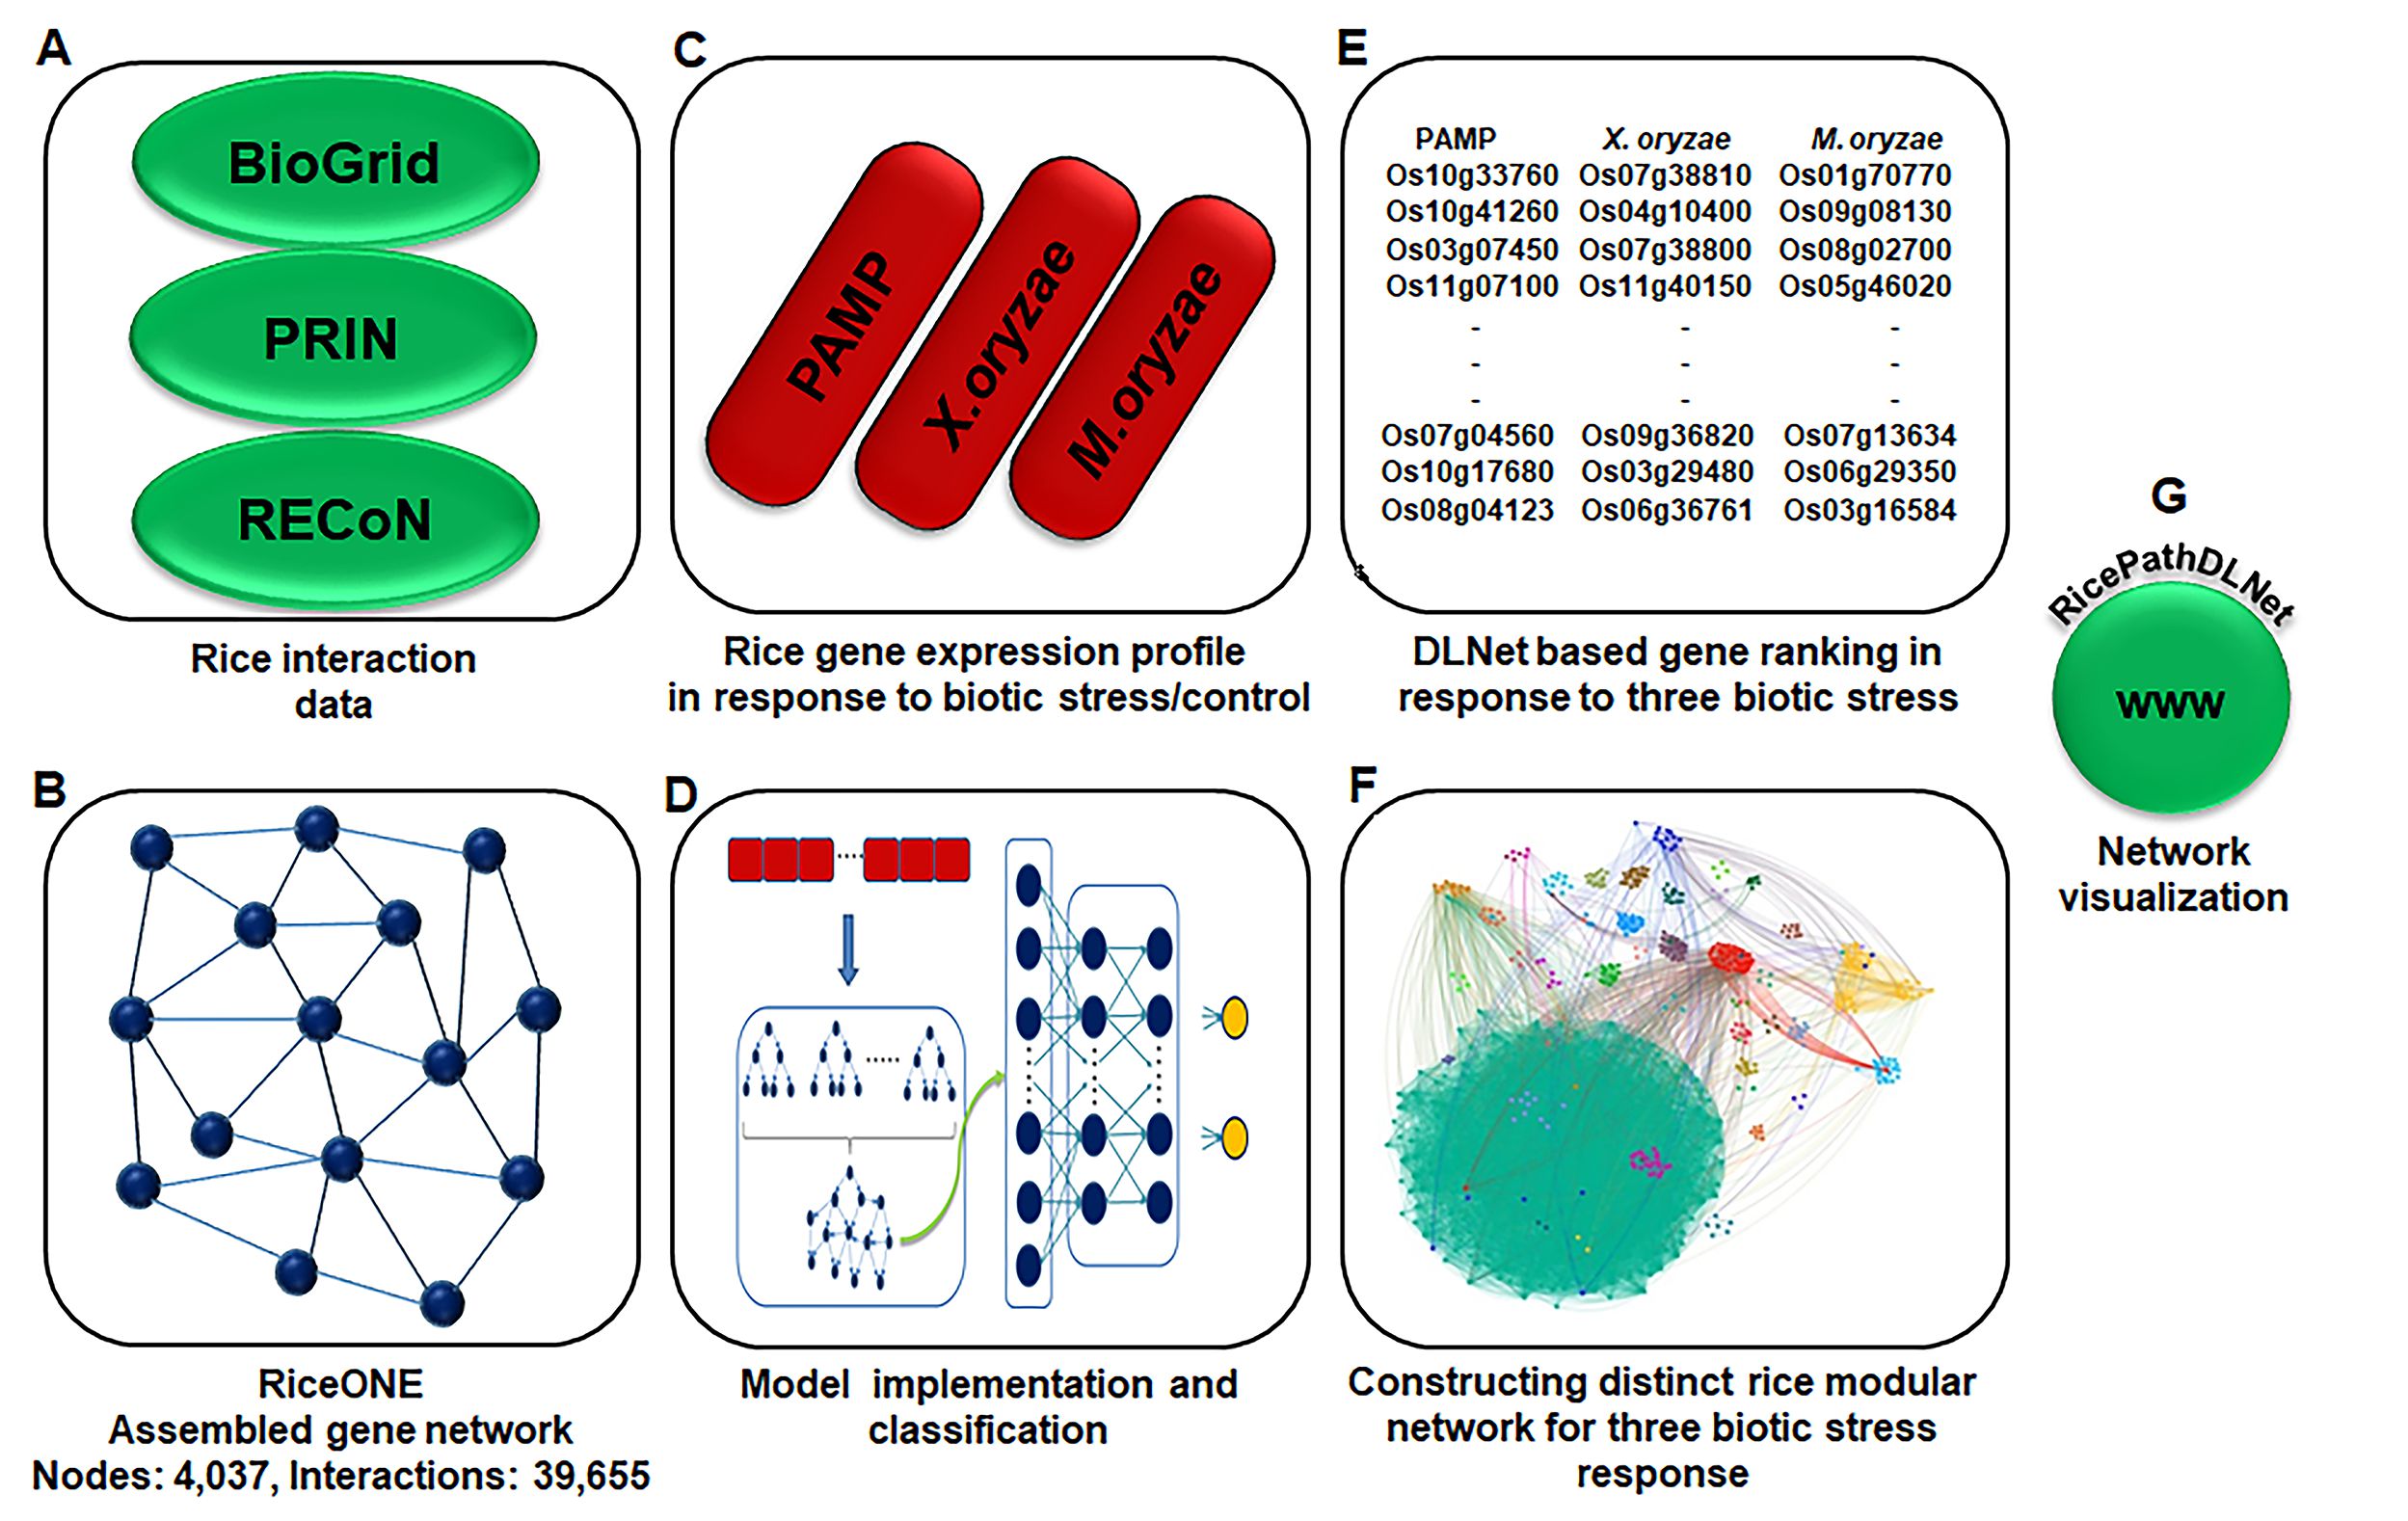 A
BioGrid
PRIN
RECoN
Rice interaction
data
B
RiceONE
Assembled gene network
Nodes: 4,037, Interactions: 39,655
C
PAMP
X.oryzae
M.oryzae
Rice gene expression profile
in response to biotic stress/control
D
Model implementation and
classification
E
PAMP X. oryzae M. oryzae
Os10g33760 Os07g38810 Os01g70770
Os10g41260 Os04g10400 Os09g08130
Os03g07450 Os07g38800 Os08g02700
Os11g07100 Os11g40150 Os05g46020
- - -
- - -
- - -
Os07g04560 Os09g36820 Os07g13634
Os10g17680 Os03g29480 Os06g29350
Os08g04123 Os06g36761 Os03g16584
DLNet based gene ranking in
response to three biotic stress
F
Constructing distinct rice modular
network for three biotic stress
response
G
RicePathDLNet
www
Network
visualization